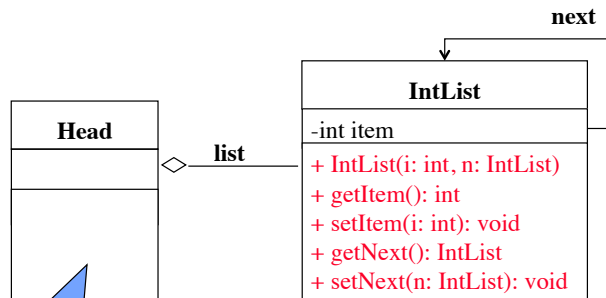 next
IntList
Head
-int item
list
+ IntList(i: int, n: IntList)
+ getItem(): int
+ setItem(i: int): void
+ getNext(): IntList
+ setNext(n: IntList): void